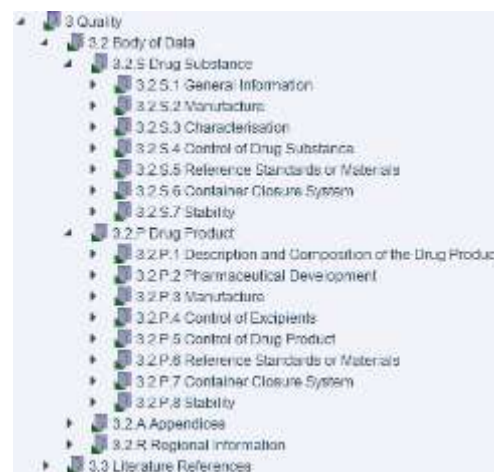 3 Quality
3.2 Body of Data
3.2.S Drug Substance
3.2.S.1 General Information
3.2.S.2 Manufacture
3.2.S.3 Characterisation
3.2.S.4 Control of Drug Substance
3.2.S.5 Reference Standards or Materials
3.2.S.6 Container Closure System
3.2.S.7 Stability
3.2.P Drug Product
3.2.P.1 Description and Composition of the Drug Produc
3.2.P.2 Pharmaceutical Development
3.2.P.3 Manufacture
3.2.P.4 Control of Excipients
3.2.P.5 Control of Drug Product
3.2.P.6 Reference Standards or Materials
3.2.P.7 Container Closure System
3.2.P.8 Stability
3.2.A Appendices
3.2.R Regional Information
3.3 Literature References